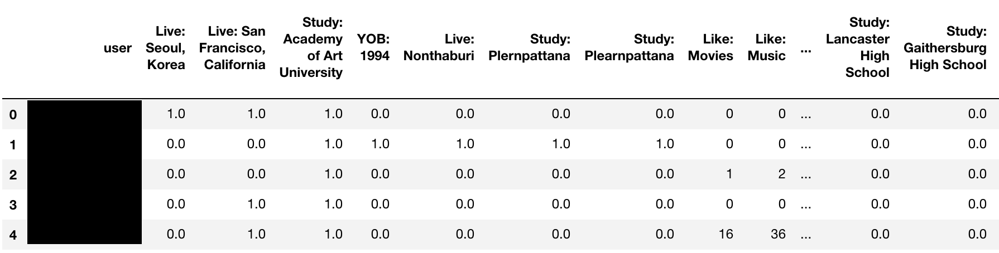 user Live: Seoul, Korea Live: San Francisco, California Study: Academy of Art University YOB: 1994 Live: Nonthaburi Study: Plernpattana Study: Plearnpattana Like: Movies Like: Music ... Study: Lancaster High School Study: Gaithersburg High School
0 1.0 1.0 1.0 0.0 0.0 0.0 0.0 0 0 ... 0.0 0.0
1 0.0 0.0 1.0 1.0 1.0 1.0 1.0 0 0 ... 0.0 0.0
2 0.0 0.0 1.0 0.0 0.0 0.0 0.0 1 2 ... 0.0 0.0
3 0.0 1.0 1.0 0.0 0.0 0.0 0.0 0 0 ... 0.0 0.0
4 0.0 1.0 1.0 0.0 0.0 0.0 0.0 16 36 ... 0.0 0.0